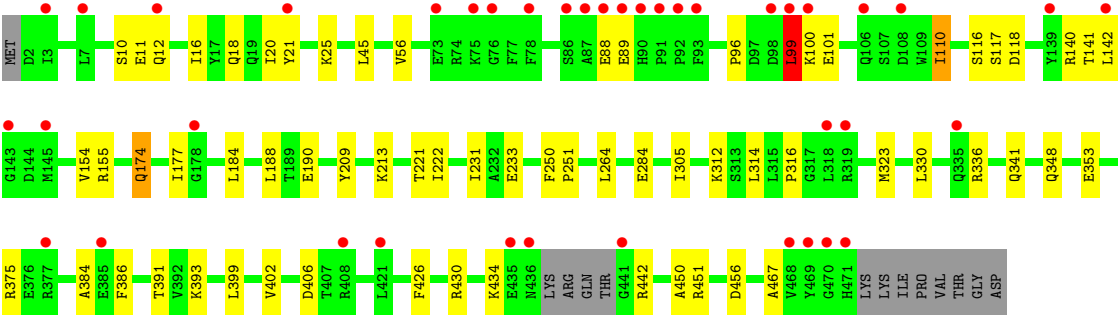 MET D2 I3 L7 S10 E11 Q12 I16 Y17 Q18 Q19 I20 Y21 K25 L45 V56 E73 R74 K75 G76 F77 F78 S86 A87 E88 E89 H90 P91 P92 F93 P96 D97 D98 L99 K100 E101 Q106 S107 D108 W109 I110 S116 S117 D118 Y139 R140 T141 L142
G143 D144 M145 V154 R155 Q174 I177 G178 L184 L188 T189 E190 Y209 K213 T221 I222 I231 A232 E233 F250 P251 L264 E284 I305 K312 S313 L314 L315 P316 G317 L318 R319 M323 L330 Q335 R336 Q341 Q348 E353
R375 E376 R377 A384 E385 F386 T391 V392 K393 L399 V402 D406 T407 R408 L421 F426 R430 K434 E435 N436 LYS ARG GLN THR G441 R442 A450 R451 D456 A467 V468 Y469 G470 H471 LYS LYS ILE PRO VAL THR GLY ASP